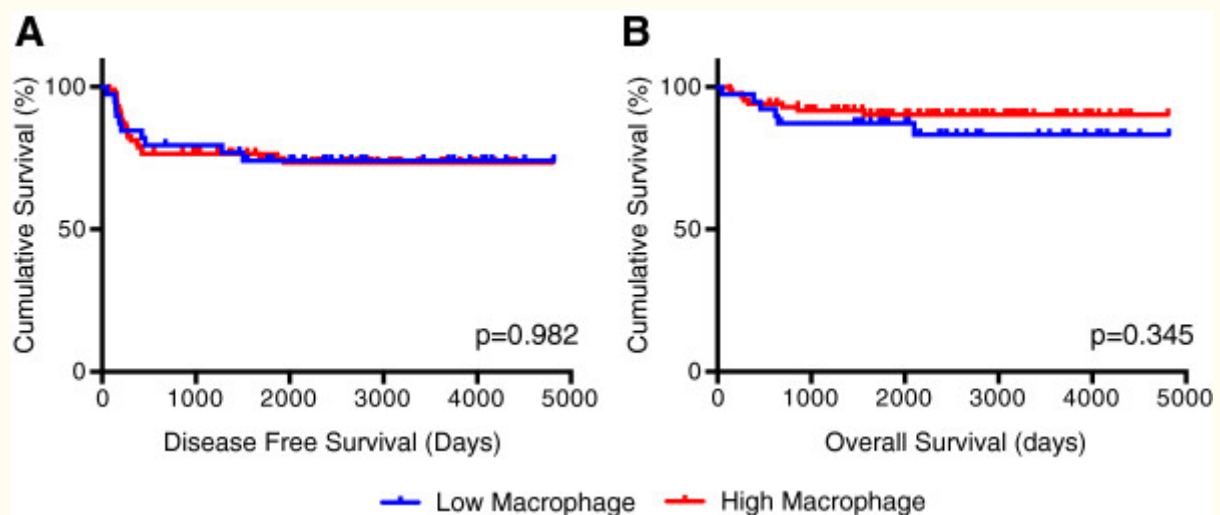 A
Cumulative Survival (%)
100
50
0
p=0.982
0 1000 2000 3000 4000 5000
Disease Free Survival (Days)
B
Cumulative Survival (%)
100
50
0
p=0.345
0 1000 2000 3000 4000 5000
Overall Survival (days)
Low Macrophage High Macrophage